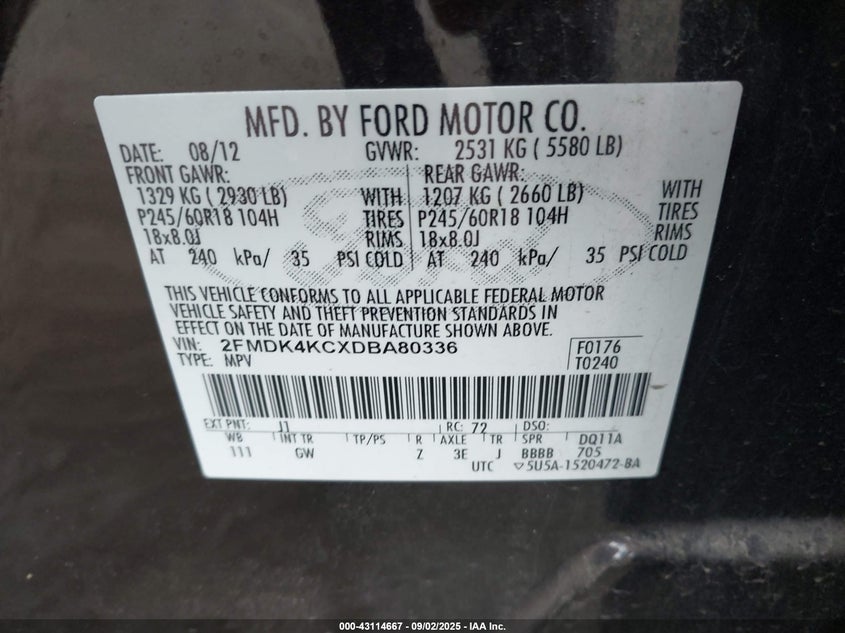 MFD. BY FORD MOTOR CO.
DATE: 08/12 GVWR: 2531 KG ( 5580 LB)
FRONT GAWR: REAR GAWR:
1329 KG ( 2930 LB) WITH 1207 KG ( 2660 LB) WITH
P245/60R18 104H TIRES P245/60R18 104H TIRES
18x8.0J RIMS 18x8.0J RIMS
AT 240 kPa/ 35 PSI COLD AT 240 kPa/ 35 PSI COLD
THIS VEHICLE CONFORMS TO ALL APPLICABLE FEDERAL MOTOR
VEHICLE SAFETY AND THEFT PREVENTION STANDARDS IN
EFFECT ON THE DATE OF MANUFACTURE SHOWN ABOVE.
VIN: 2FMDK4KCXDBA80336 F0176
TYPE: MPV T0240
EXT PNT: J1 RC: 72 DSO:
WB INT TR TP/PS R AXLE TR SPR DQ11A
111 GW Z 3E J BBBB 705
UTC ▽5U5A-1520472-BA
Ford
000-43114667 - 09/02/2025 - IAA Inc.